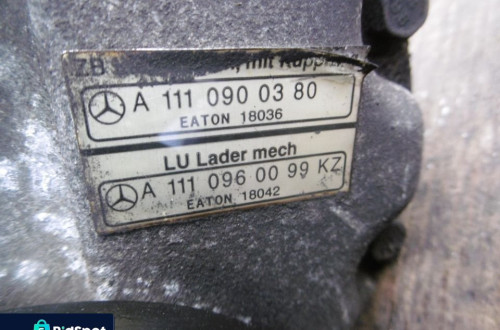 ZB mit Kuppl
A 111 090 03 80
EATON 18036
LU Lader mech
A 111 096 00 99 KZ
EATON 18042
BidSpot